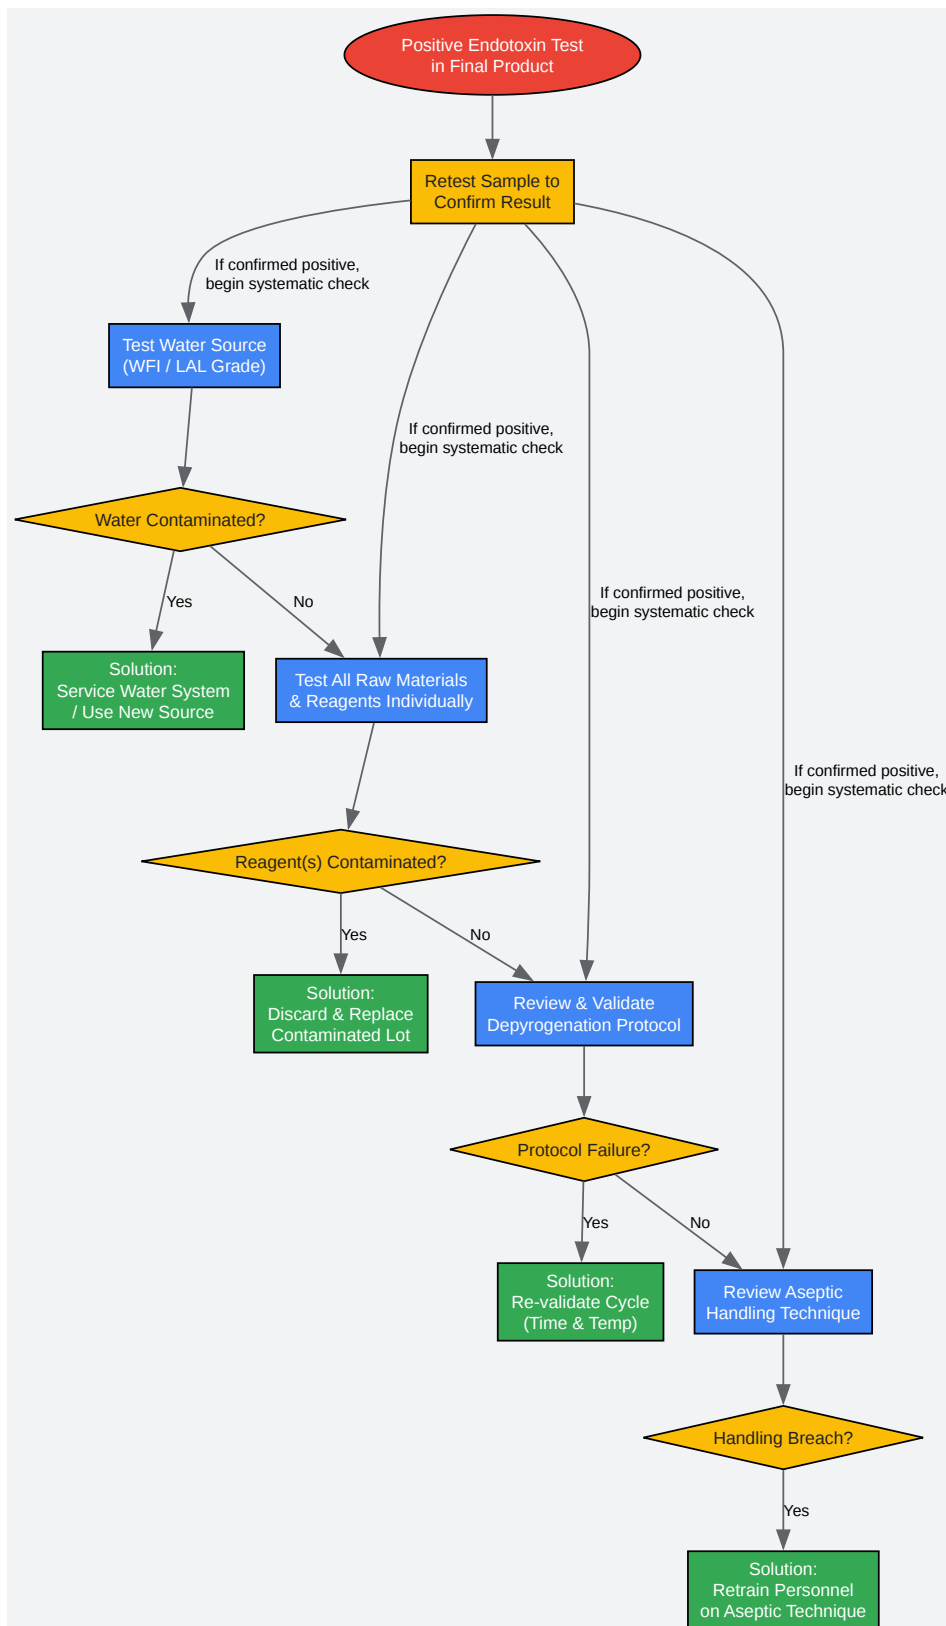 Positive Endotoxin Test
in Final Product
Retest Sample to
Confirm Result
If confirmed positive,
begin systematic check
Test Water Source
(WFI / LAL Grade)
If confirmed positive,
begin systematic check
Water Contaminated?
If confirmed positive,
begin systematic check
Yes
No
Solution:
Service Water System
/ Use New Source
Test All Raw Materials
& Reagents Individually
If confirmed positive,
begin systematic check
Reagent(s) Contaminated?
Yes
No
Solution:
Discard & Replace
Contaminated Lot
Review & Validate
Depyrogenation Protocol
Protocol Failure?
Yes
No
Solution:
Re-validate Cycle
(Time & Temp)
Review Aseptic
Handling Technique
Handling Breach?
Yes
Solution:
Retrain Personnel
on Aseptic Technique